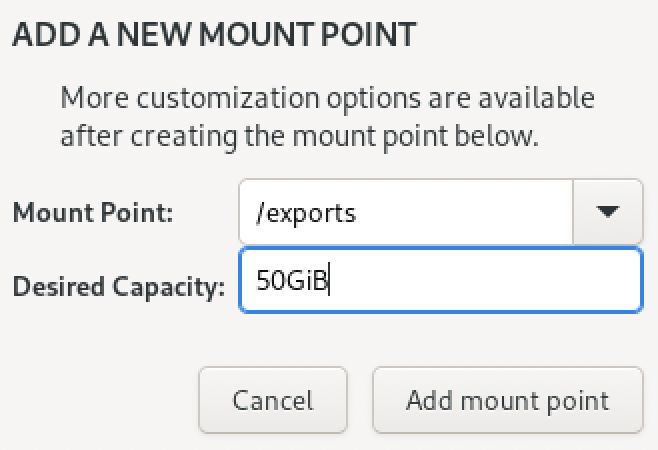 ADD A NEW MOUNT POINT
More customization options are available
after creating the mount point below.
Mount Point: /exports
Desired Capacity: 50GiB
Cancel Add mount point